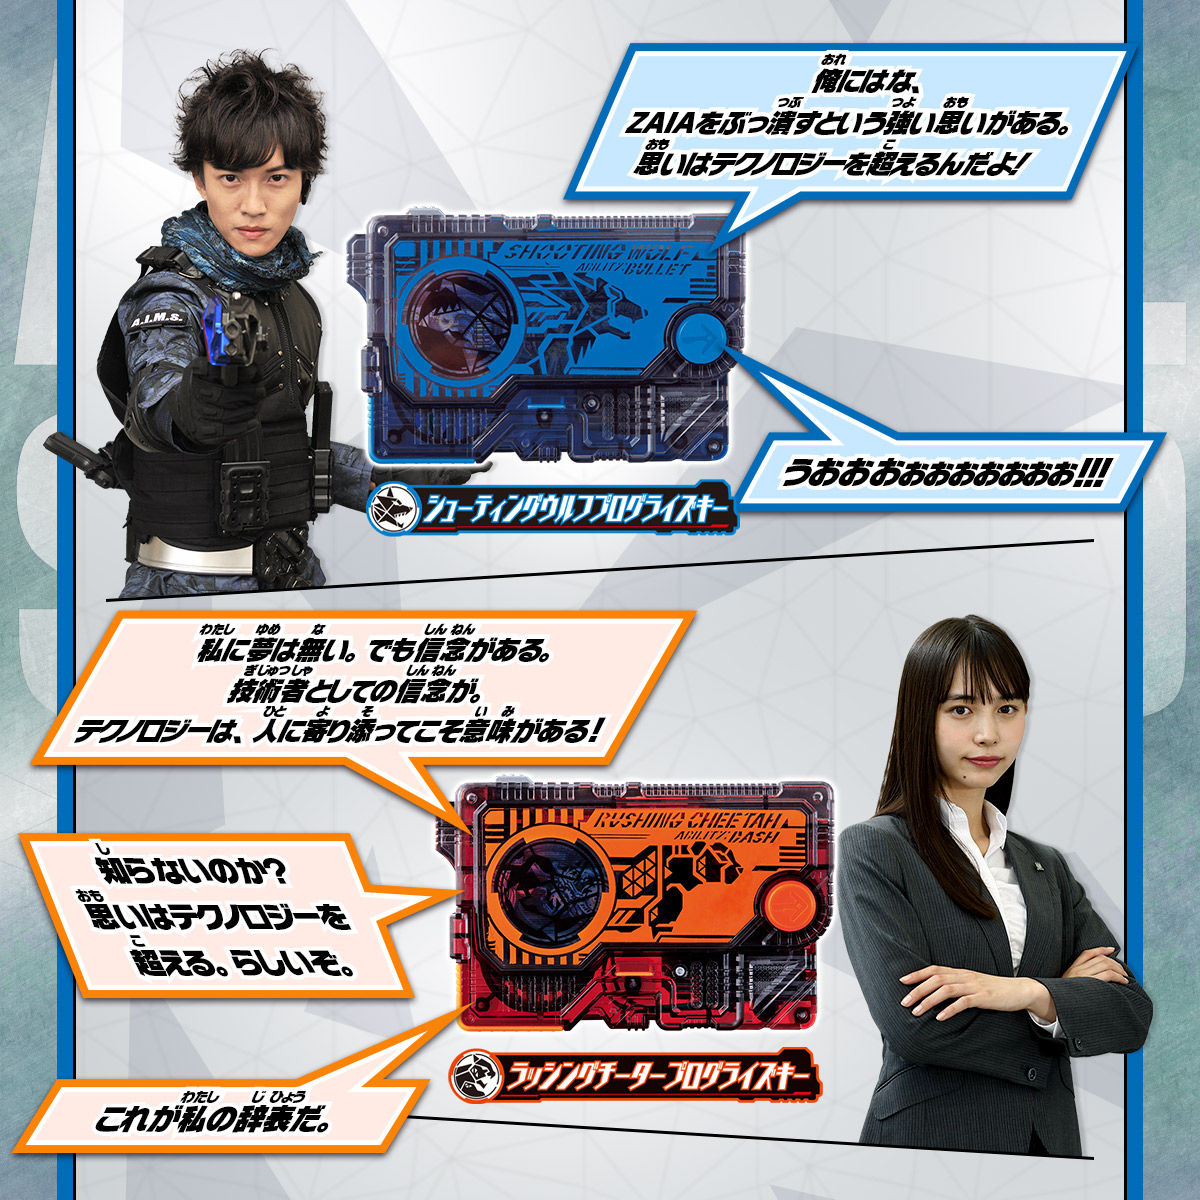 俺にはな、
ZAIAをぶっ潰すという強い思いがある。
思いはテクノロジーを超えるんだよ!
A.I.M.S.
SHOOTING WOLF
ABILITY:BULLET
うおおおぉぉぉぉぉぉぉ!!!
シューティングウルフプログライズキー
私に夢は無い。でも信念がある。
技術者としての信念が。
テクノロジーは、人に寄り添ってこそ意味がある!
RUSHING CHEETAH
ABILITY:DASH
知らないのか?
思いはテクノロジーを
超える。らしいぞ。
ラッシングチータープログライズキー
これが私の辞表だ。